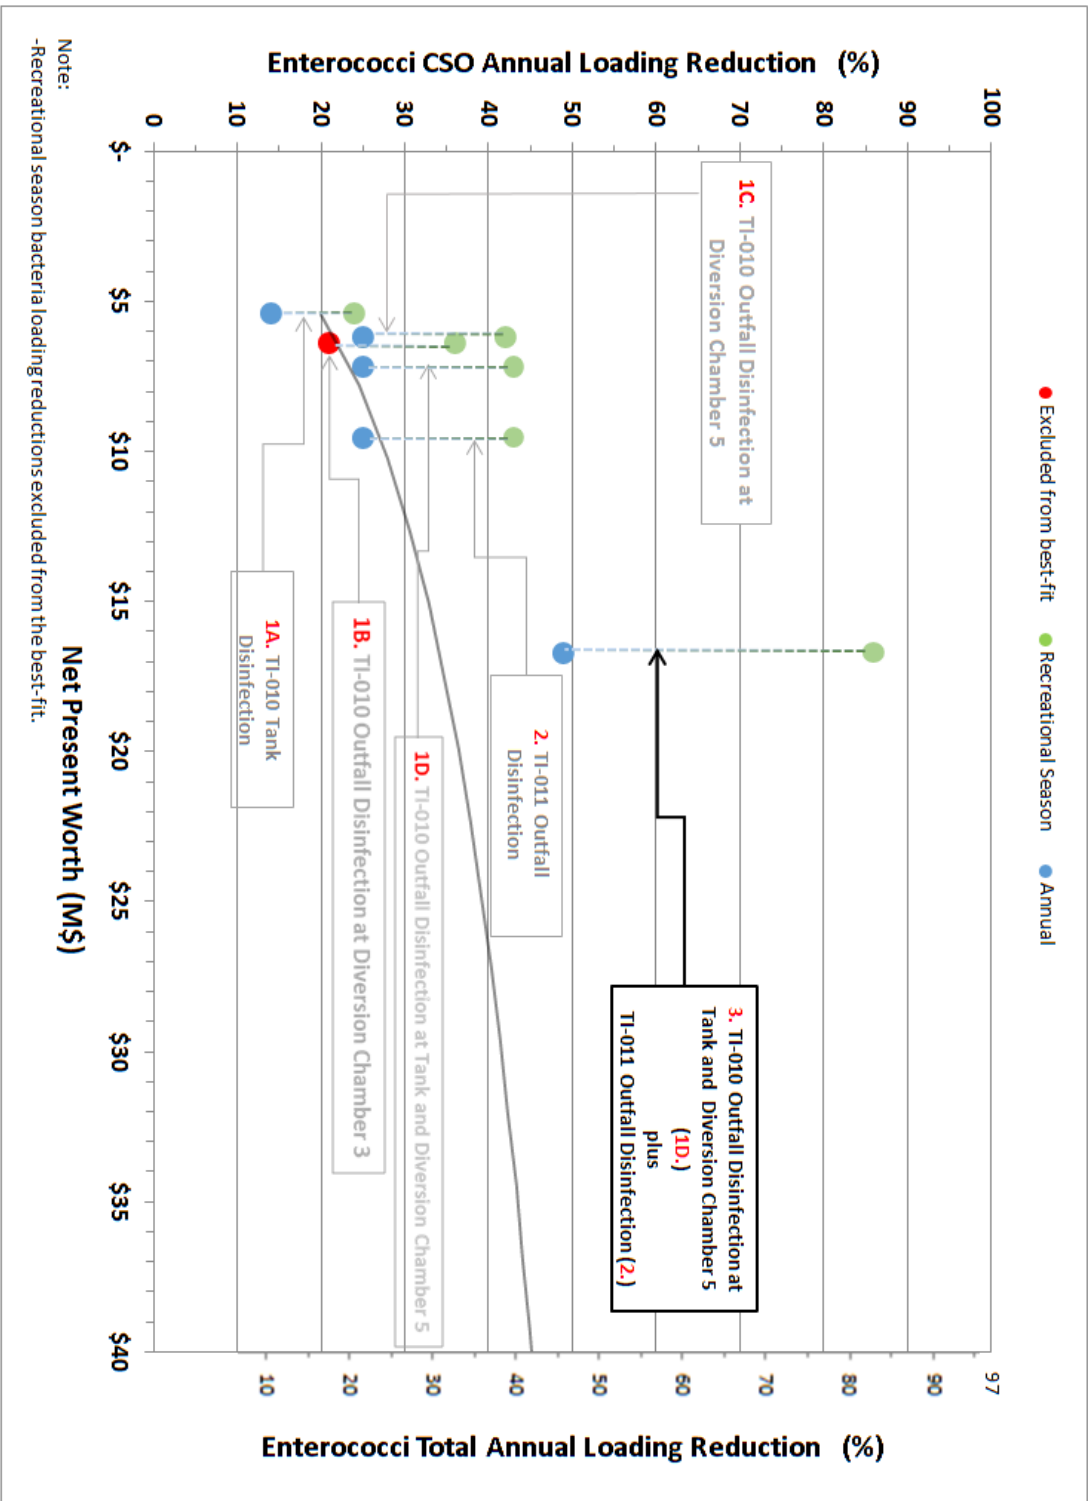 Excluded from best-fit
Recreational Season
Annual
Enterococci CSO Annual Loading Reduction (%)
100
90
80
70
60
50
40
30
20
10
0
$-
$5
$10
$15
$20
$25
$30
$35
$40
97
90
80
70
60
50
40
30
20
10
Enterococci Total Annual Loading Reduction (%)
1C. TI-010 Outfall Disinfection at
Diversion Chamber 5
3. TI-010 Outfall Disinfection at
Tank and Diversion Chamber 5
(1D.)
plus
TI-011 Outfall Disinfection (2.)
2. TI-011 Outfall
Disinfection
1D. TI-010 Outfall Disinfection at Tank and Diversion Chamber 5
1B. TI-010 Outfall Disinfection at Diversion Chamber 3
1A. TI-010 Tank
Disinfection
Net Present Worth (M$)
Note:
-Recreational season bacteria loading reductions excluded from the best-fit.